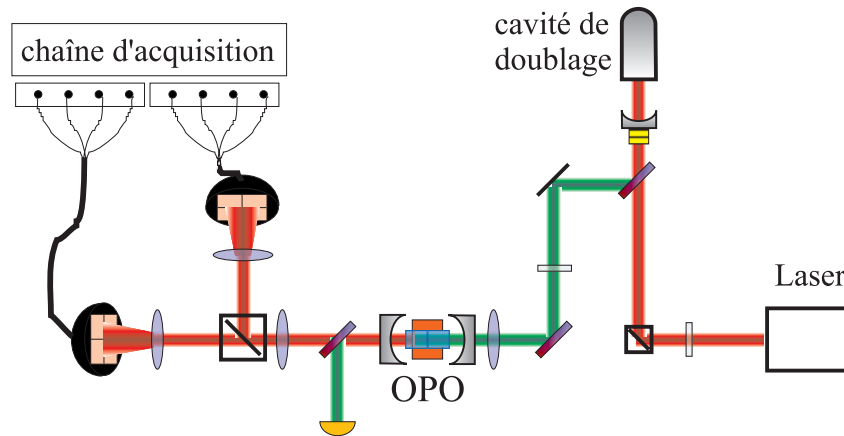 cavité de
doublage
chaîne d'acquisition
Laser
OPO